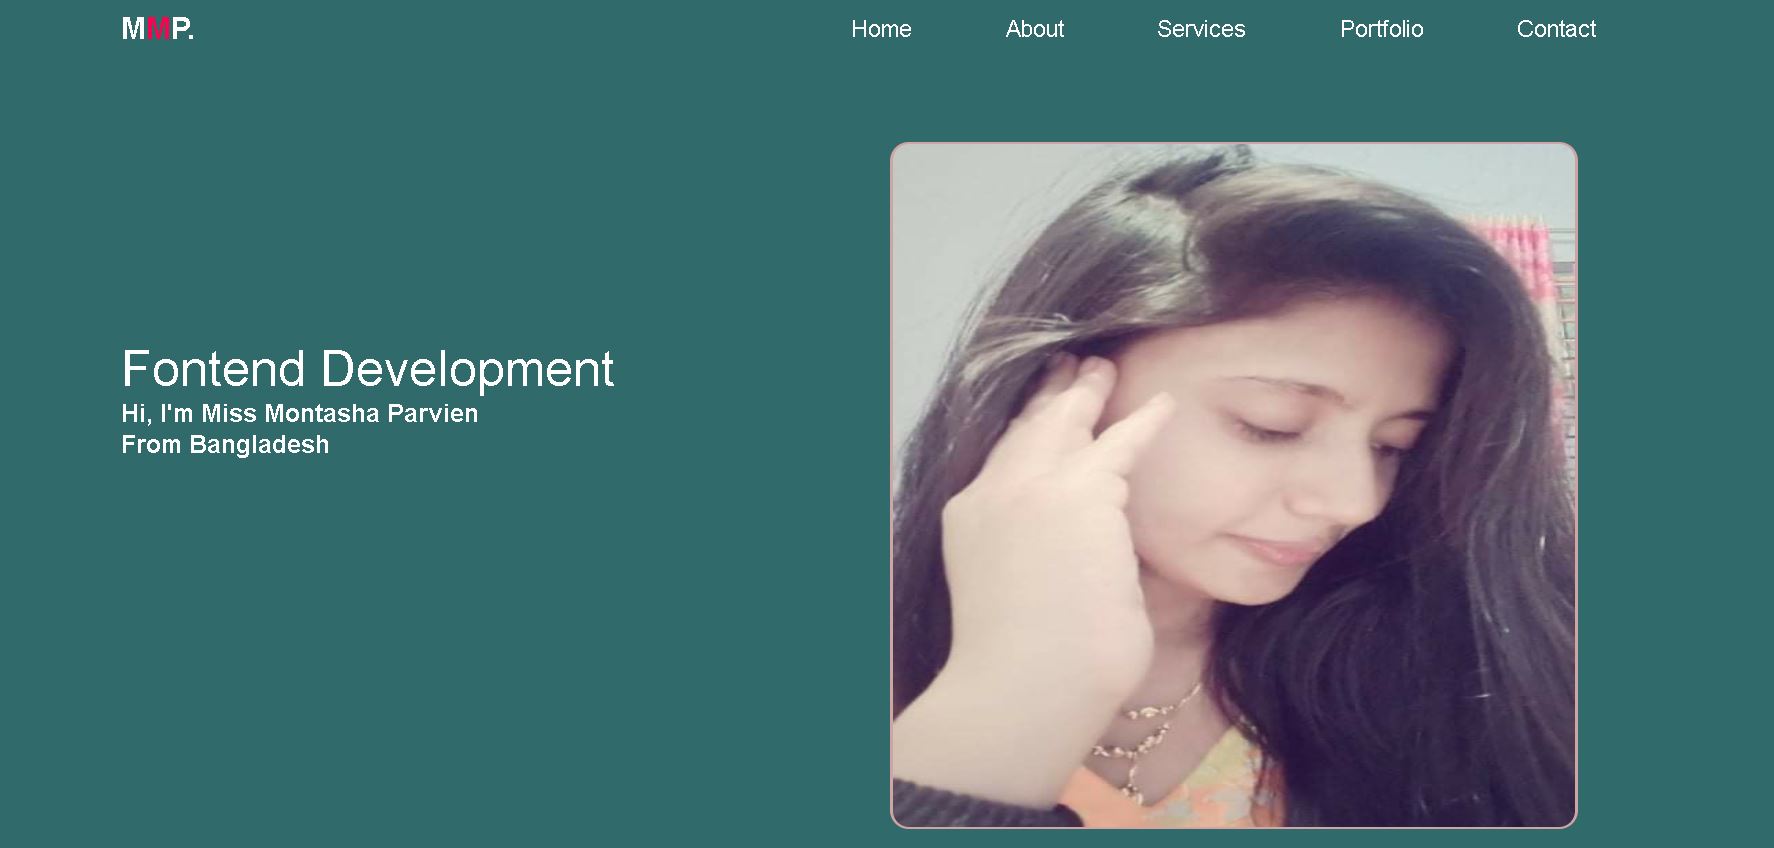 MMP.
Home About Services Portfolio Contact
Fontend Development
Hi, I'm Miss Montasha Parvien
From Bangladesh